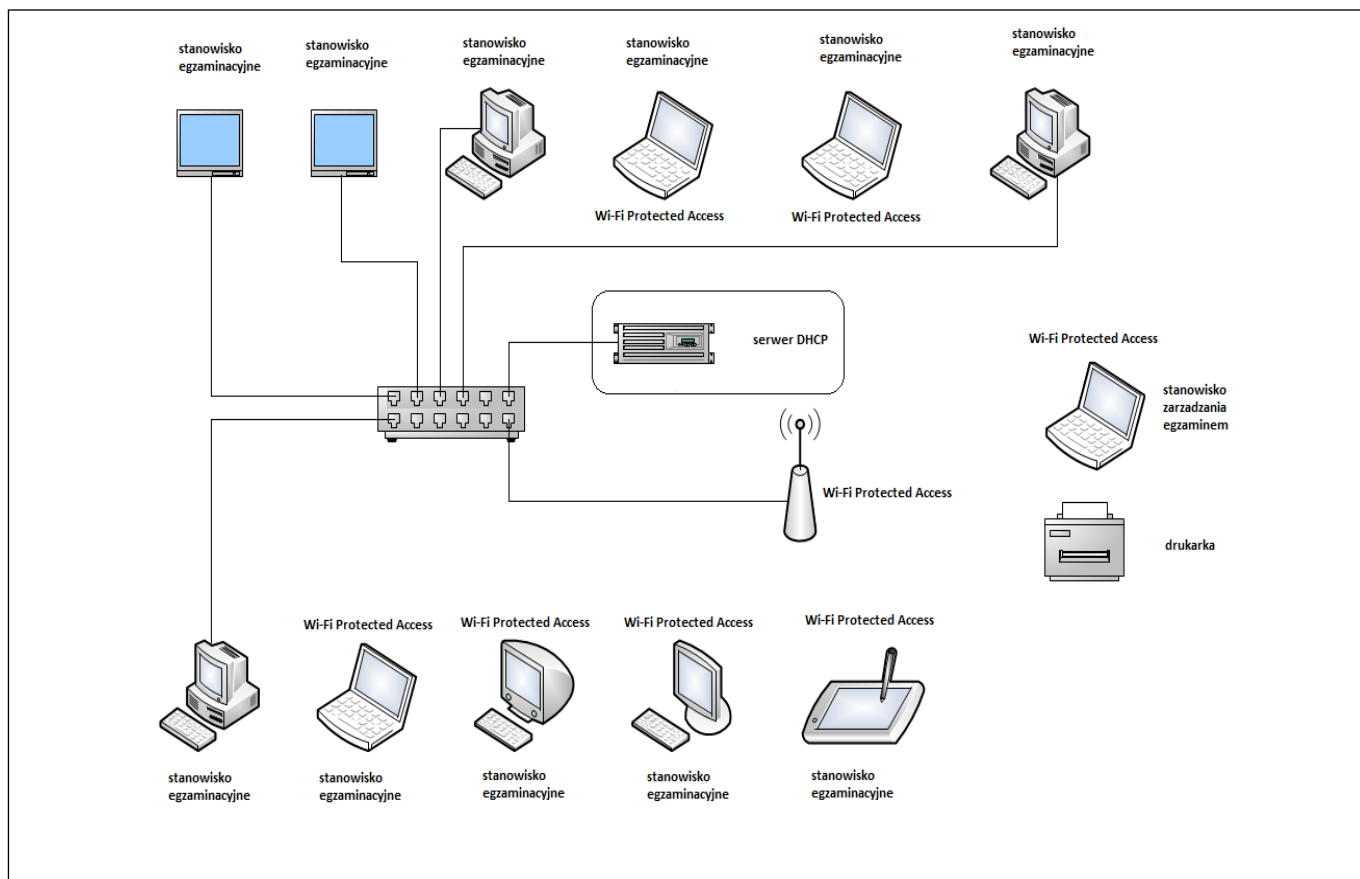 stanowisko
egzaminacyjne
stanowisko
egzaminacyjne
stanowisko
egzaminacyjne
stanowisko
egzaminacyjne
stanowisko
egzaminacyjne
stanowisko
egzaminacyjne
Wi-Fi Protected Access
Wi-Fi Protected Access
serwer DHCP
Wi-Fi Protected Access
stanowisko
zarzadzania
egzaminem
Wi-Fi Protected Access
drukarka
Wi-Fi Protected Access
Wi-Fi Protected Access
Wi-Fi Protected Access
Wi-Fi Protected Access
stanowisko
egzaminacyjne
stanowisko
egzaminacyjne
stanowisko
egzaminacyjne
stanowisko
egzaminacyjne
stanowisko
egzaminacyjne